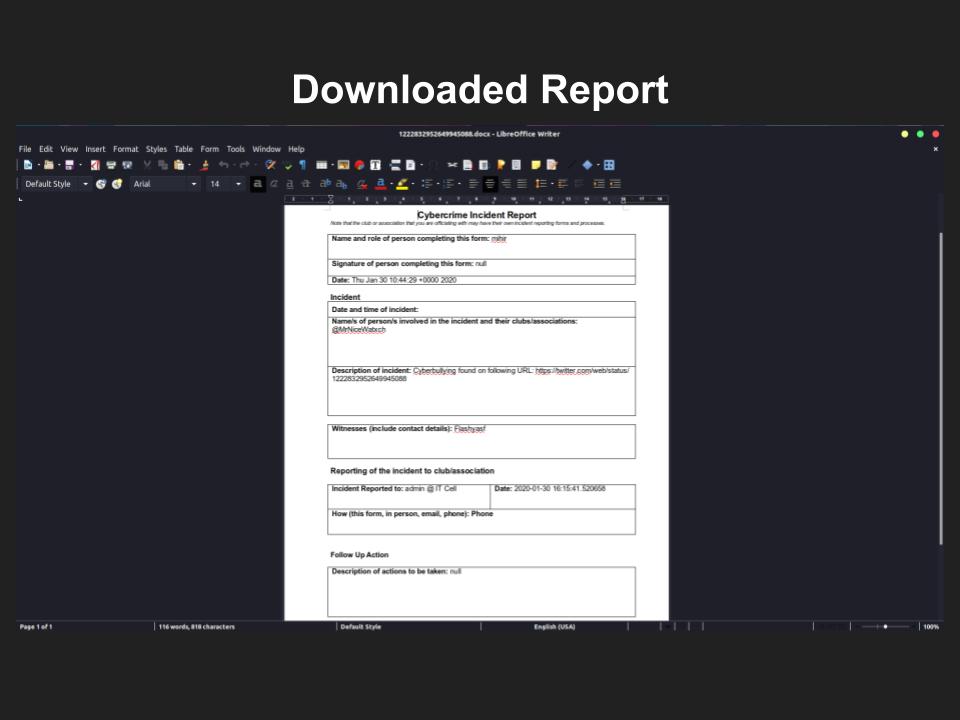 Downloaded Report
1222832952649945088.docx - LibreOffice Writer
File Edit View Insert Format Styles Table Form Tools Window Help
Default Style Arial 14
Cybercrime Incident Report
Note that the club or association that you are officiating with may have their own incident reporting forms and processes.
Name and role of person completing this form: mihir
Signature of person completing this form: null
Date: Thu Jan 30 10:44:29 +0000 2020
Incident
Date and time of incident:
Name/s of person/s involved in the incident and their clubs/associations:
@MrNiceWatxch
Description of incident: Cyberbullying found on following URL: https://twitter.com/web/status/
1222832952649945088
Witnesses (include contact details): Flashyasf
Reporting of the incident to club/association
Incident Reported to: admin @ IT Cell Date: 2020-01-30 16:15:41.520658
How (this form, in person, email, phone): Phone
Follow Up Action
Description of actions to be taken: null
Page 1 of 1 116 words, 818 characters Default Style English (USA) 100%